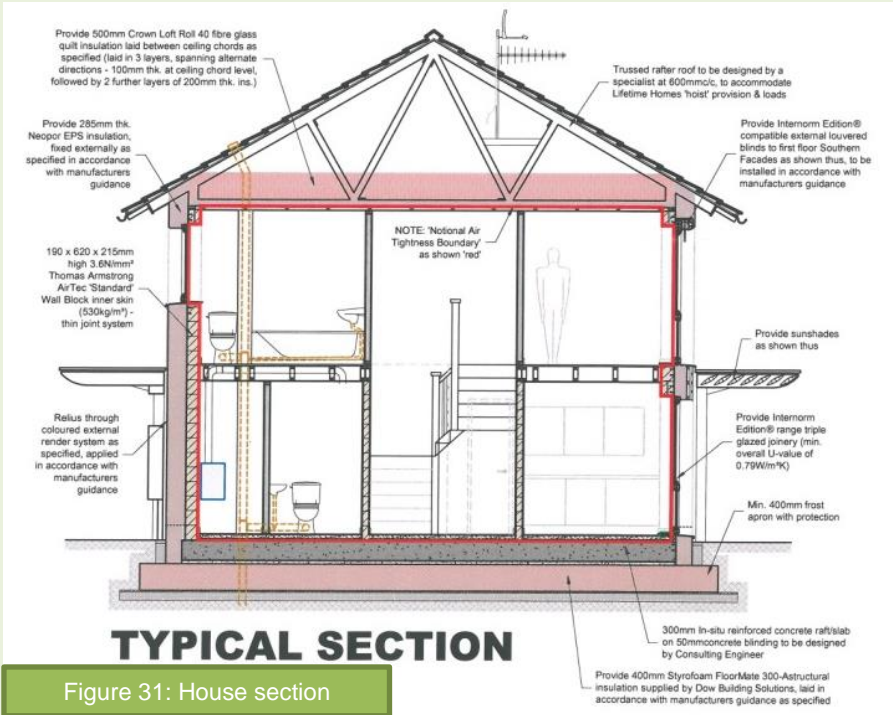 Provide 500mm Crown Loft Roll 40 fibre glass
quilt insulation laid between ceiling chords as
specified (laid in 3 layers, spanning alternate
directions - 100mm thk. at ceiling chord level,
followed by 2 further layers of 200mm thk. ins.)
Trussed rafter roof to be designed by a
specialist at 600mmc/c, to accommodate
Lifetime Homes 'hoist' provision & loads
Provide 285mm thk.
Neopor EPS insulation,
fixed externally as
specified in accordance
with manufacturers
guidance
Provide Internorm Edition®
compatible external louvered
blinds to first floor Southern
Facades as shown thus, to be
installed in accordance with
manufacturers guidance
NOTE: 'Notional Air
Tightness Boundary'
as shown 'red'
190 x 620 x 215mm
high 3.6N/mm²
Thomas Armstrong
AirTec 'Standard'
Wall Block inner skin
(530kg/m³) -
thin joint system
Provide sunshades
as shown thus
Relius through
coloured external
render system as
specified, applied
in accordance with
manufacturers
guidance
Provide Internorm
Edition® range triple
glazed joinery (min.
overall U-value of
0.79W/m²K)
Min. 400mm frost
apron with protection
300mm In-situ reinforced concrete raft/slab
on 50mmconcrete blinding to be designed
by Consulting Engineer
TYPICAL SECTION
Provide 400mm Styrofoam FloorMate 300-Astructural
insulation supplied by Dow Building Solutions, laid in
accordance with manufacturers guidance as specified
Figure 31: House section